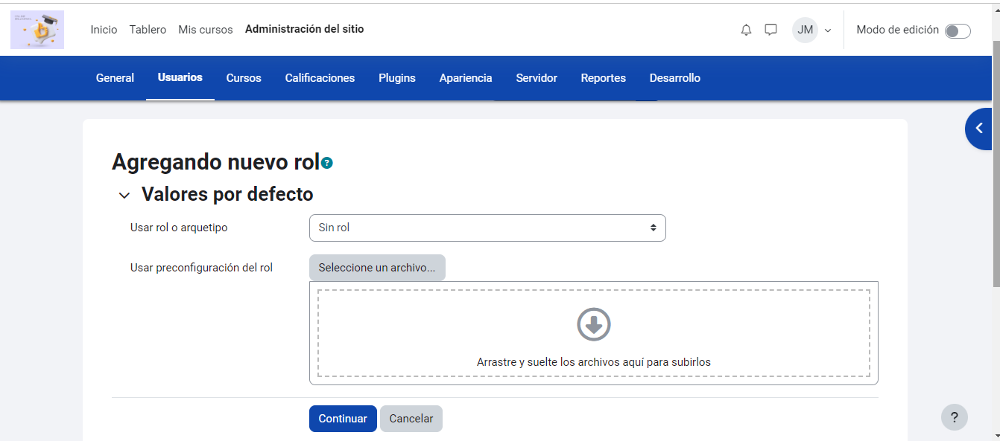 Inicio Tablero Mis cursos Administración del sitio JM Modo de edición
General Usuarios Cursos Calificaciones Plugins Apariencia Servidor Reportes Desarrollo
Agregando nuevo rol ?
Valores por defecto
Usar rol o arquetipo Sin rol
Usar preconfiguración del rol Seleccione un archivo...
Arrastre y suelte los archivos aquí para subirlos
Continuar Cancelar
?